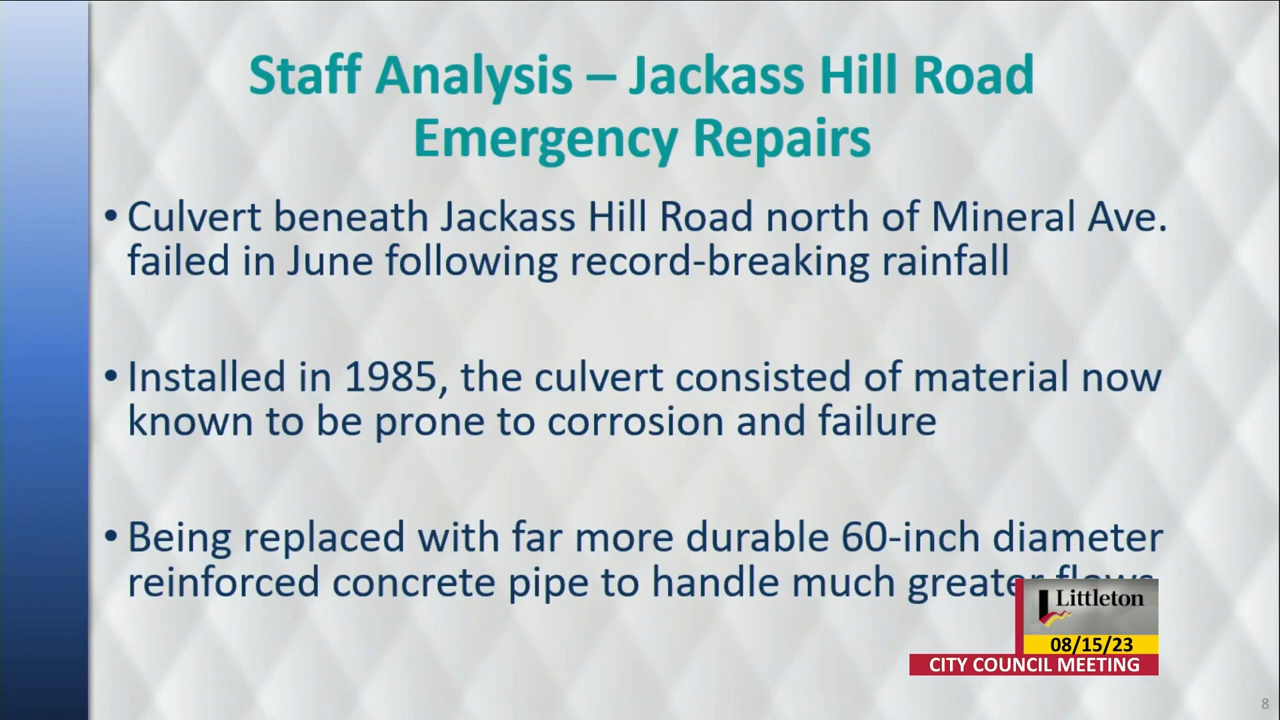 Staff Analysis – Jackass Hill Road
Emergency Repairs
• Culvert beneath Jackass Hill Road north of Mineral Ave.
failed in June following record-breaking rainfall
• Installed in 1985, the culvert consisted of material now
known to be prone to corrosion and failure
• Being replaced with far more durable 60-inch diameter
reinforced concrete pipe to handle much greater flows
Littleton
08/15/23
CITY COUNCIL MEETING
8